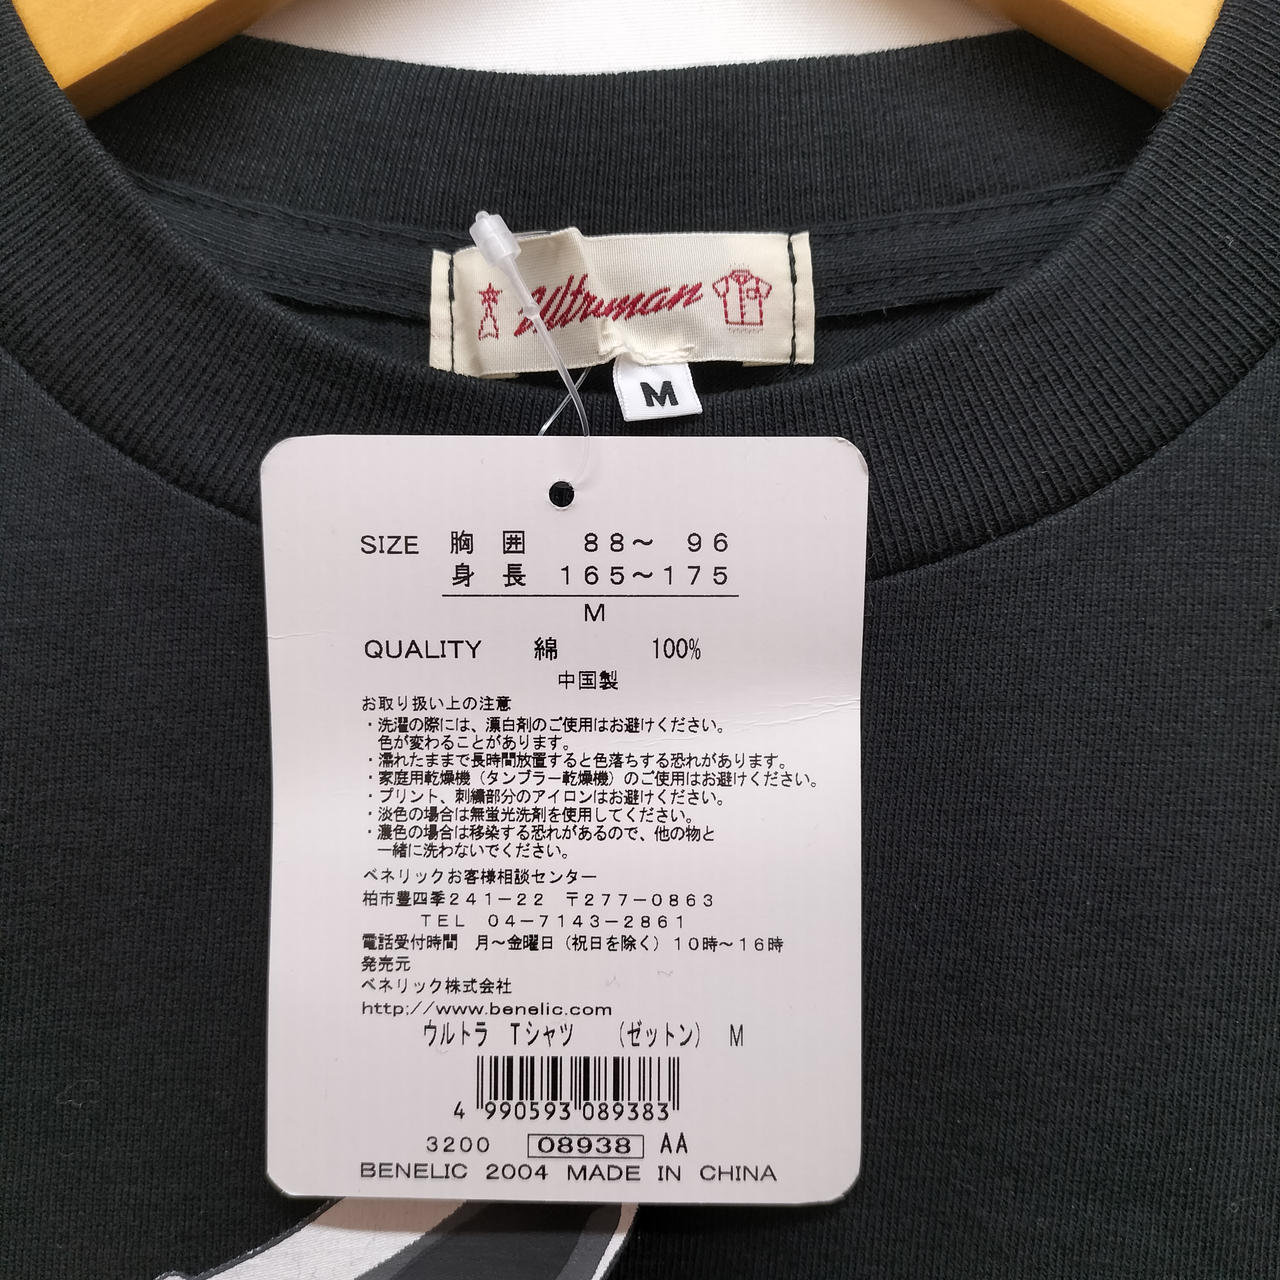 Ultraman
M
SIZE 胸囲 88～ 96
身長 165～175
M
QUALITY 綿 100%
中国製
お取り扱い上の注意
・洗濯の際には、漂白剤のご使用はお避けください。
色が変わることがあります。
・濡れたままで長時間放置すると色落ちする恐れがあります。
・家庭用乾燥機（タンブラー乾燥機）のご使用はお避けください。
・プリント、刺繍部分のアイロンはお避けください。
・淡色の場合は無蛍光洗剤を使用してください。
・濃色の場合は移染する恐れがあるので、他の物と
一緒に洗わないでください。
ベネリックお客様相談センター
柏市豊四季241－22 〒277－0863
TEL 04－7143－2861
電話受付時間 月～金曜日（祝日を除く）10時～16時
発売元
ベネリック株式会社
http://www.benelic.com
ウルトラ Tシャツ （ゼットン） M
4 990593 089383
3200 08938 AA
BENELIC 2004 MADE IN CHINA